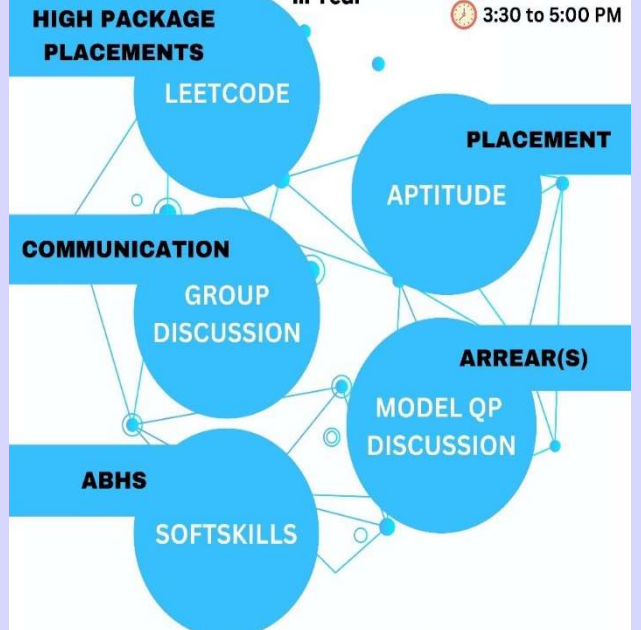 HIGH PACKAGE
PLACEMENTS
3:30 to 5:00 PM
LEETCODE
PLACEMENT
APTITUDE
COMMUNICATION
GROUP
DISCUSSION
ARREAR(S)
MODEL QP
DISCUSSION
ABHS
SOFTSKILLS